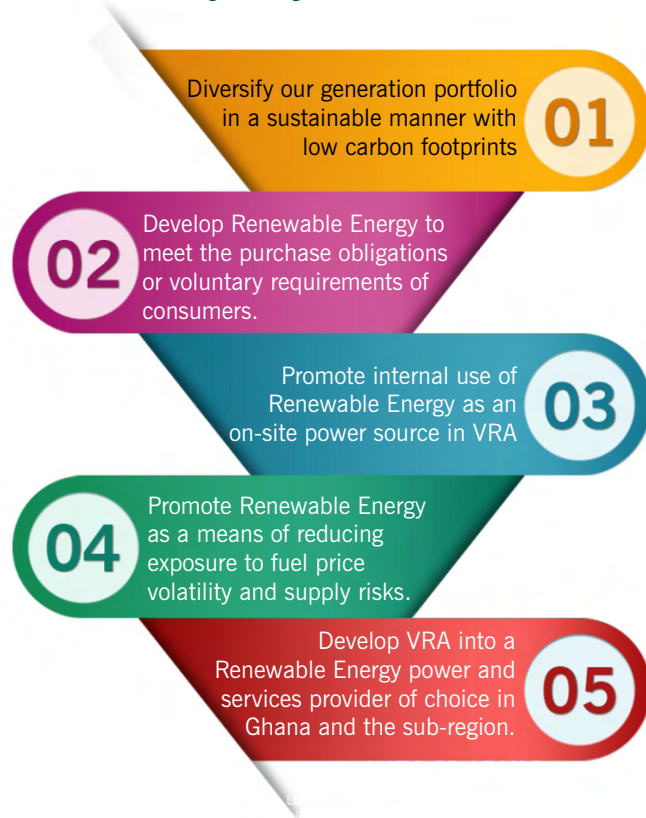 Diversify our generation portfolio
in a sustainable manner with
low carbon footprints
01
02
Develop Renewable Energy to
meet the purchase obligations
or voluntary requirements of
consumers.
Promote internal use of
Renewable Energy as an
on-site power source in VRA
03
04
Promote Renewable Energy
as a means of reducing
exposure to fuel price
volatility and supply risks.
Develop VRA into a
Renewable Energy power and
services provider of choice in
Ghana and the sub-region.
05